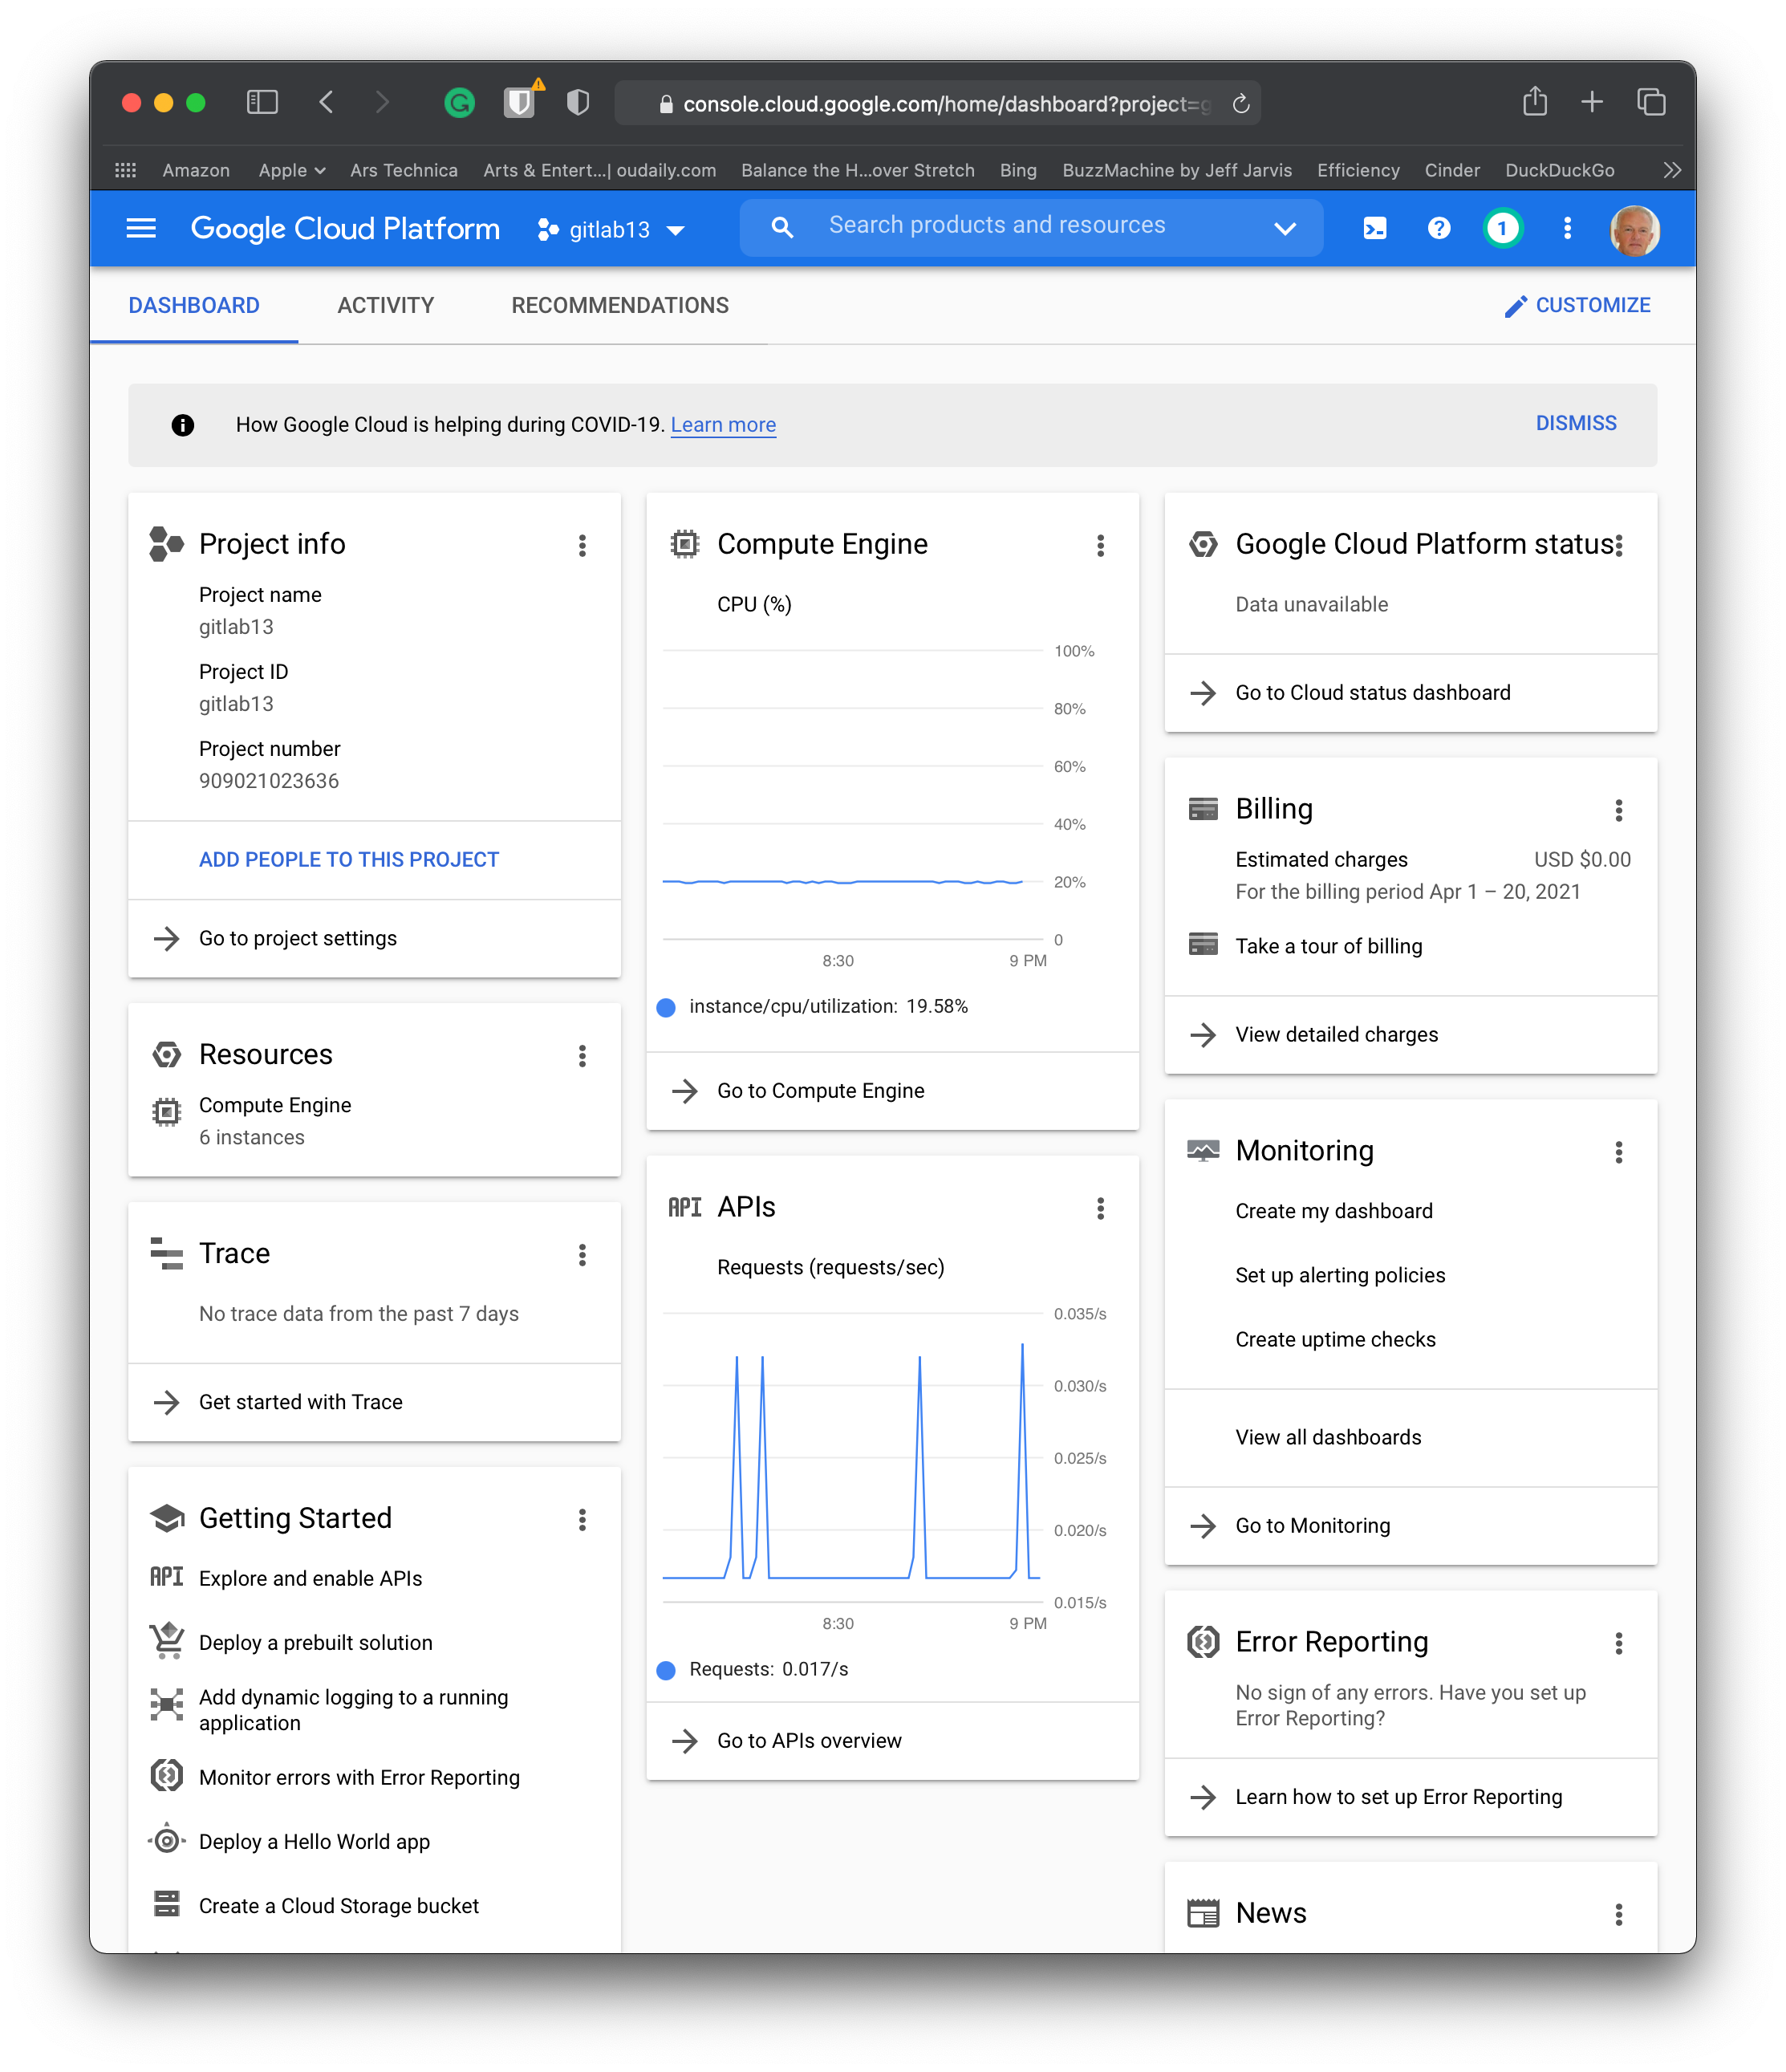 console.cloud.google.com/home/dashboard?project=g
Amazon Apple Ars Technica Arts & Entert...| oudaily.com Balance the H...over Stretch Bing BuzzMachine by Jeff Jarvis Efficiency Cinder DuckDuckGo
Google Cloud Platform gitlab13 Search products and resources 1
DASHBOARD ACTIVITY RECOMMENDATIONS CUSTOMIZE
How Google Cloud is helping during COVID-19. Learn more DISMISS
Project info
Project name
gitlab13
Project ID
gitlab13
Project number
909021023636
ADD PEOPLE TO THIS PROJECT
Go to project settings
Resources
Compute Engine
6 instances
Trace
No trace data from the past 7 days
Get started with Trace
Getting Started
API Explore and enable APIs
Deploy a prebuilt solution
Add dynamic logging to a running
application
Monitor errors with Error Reporting
Deploy a Hello World app
Create a Cloud Storage bucket
Compute Engine
CPU (%)
100%
80%
60%
40%
20%
0
8:30 9 PM
instance/cpu/utilization: 19.58%
Go to Compute Engine
API APIs
Requests (requests/sec)
0.035/s
0.030/s
0.025/s
0.020/s
0.015/s
8:30 9 PM
Requests: 0.017/s
Go to APIs overview
Google Cloud Platform status
Data unavailable
Go to Cloud status dashboard
Billing
Estimated charges USD $0.00
For the billing period Apr 1 – 20, 2021
Take a tour of billing
View detailed charges
Monitoring
Create my dashboard
Set up alerting policies
Create uptime checks
View all dashboards
Go to Monitoring
Error Reporting
No sign of any errors. Have you set up
Error Reporting?
Learn how to set up Error Reporting
News